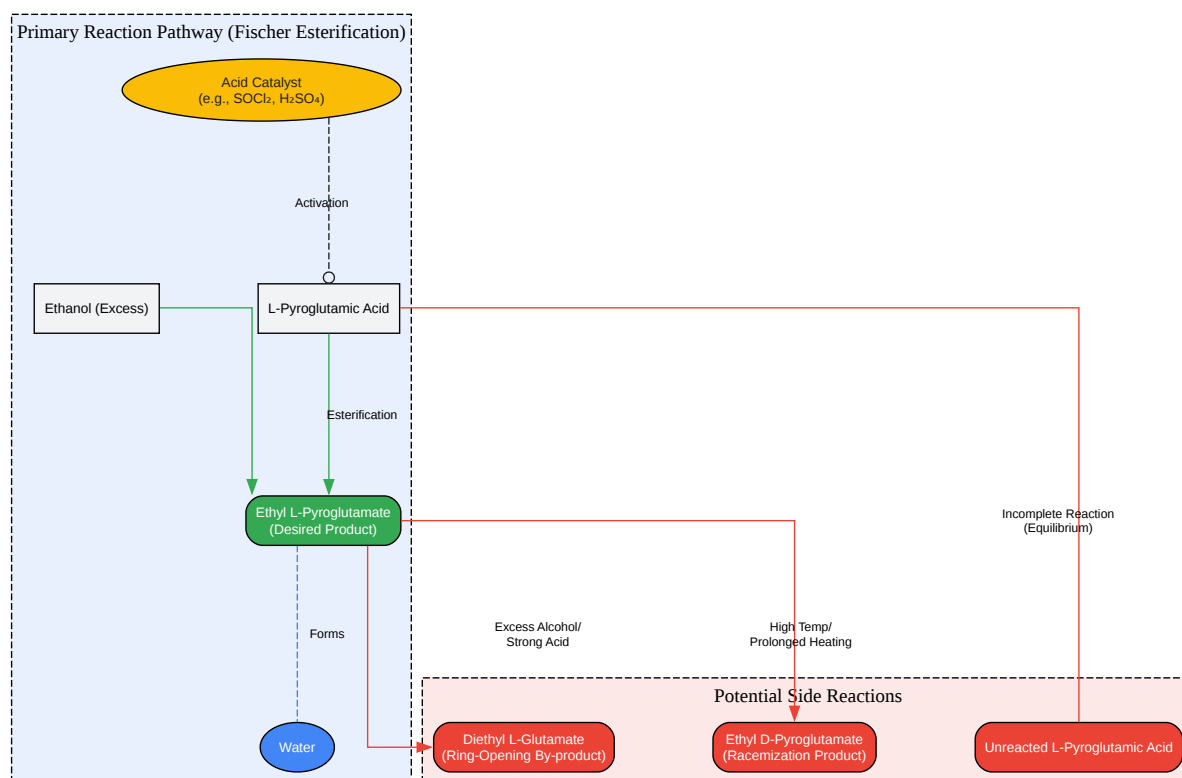 Primary Reaction Pathway (Fischer Esterification)
Acid Catalyst
(e.g., SOCl₂, H₂SO₄)
Activation
Ethanol (Excess)
L-Pyroglutamic Acid
Esterification
Ethyl L-Pyroglutamate
(Desired Product)
Incomplete Reaction
(Equilibrium)
Forms
Excess Alcohol/
Strong Acid
High Temp/
Prolonged Heating
Potential Side Reactions
Water
Diethyl L-Glutamate
(Ring-Opening By-product)
Ethyl D-Pyroglutamate
(Racemization Product)
Unreacted L-Pyroglutamic Acid